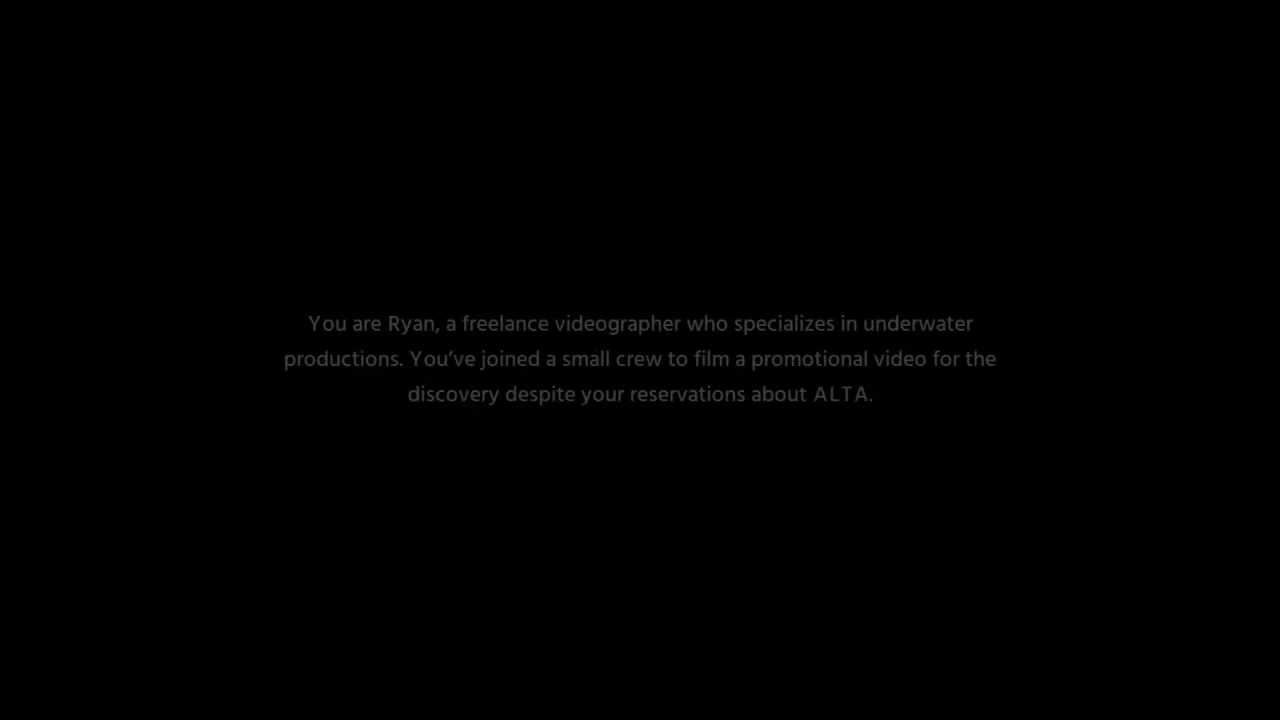 You are Ryan, a freelance videographer who specializes in underwater
productions. You’ve joined a small crew to film a promotional video for the
discovery despite your reservations about ALTA.